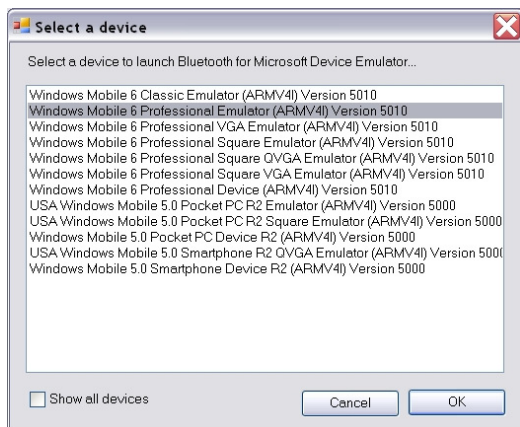 Select a device
Select a device to launch Bluetooth for Microsoft Device Emulator...
Windows Mobile 6 Classic Emulator (ARMV4I) Version 5010
Windows Mobile 6 Professional Emulator (ARMV4I) Version 5010
Windows Mobile 6 Professional VGA Emulator (ARMV4I) Version 5010
Windows Mobile 6 Professional Square Emulator (ARMV4I) Version 5010
Windows Mobile 6 Professional Square QVGA Emulator (ARMV4I) Version 5010
Windows Mobile 6 Professional Square VGA Emulator (ARMV4I) Version 5010
Windows Mobile 6 Professional Device (ARMV4I) Version 5010
USA Windows Mobile 5.0 Pocket PC R2 Emulator (ARMV4I) Version 5000
USA Windows Mobile 5.0 Pocket PC R2 Square Emulator (ARMV4I) Version 5000
Windows Mobile 5.0 Pocket PC Device R2 (ARMV4I) Version 5000
USA Windows Mobile 5.0 Smartphone R2 QVGA Emulator (ARMV4I) Version 500
Windows Mobile 5.0 Smartphone Device R2 (ARMV4I) Version 5000
Show all devices
Cancel
OK